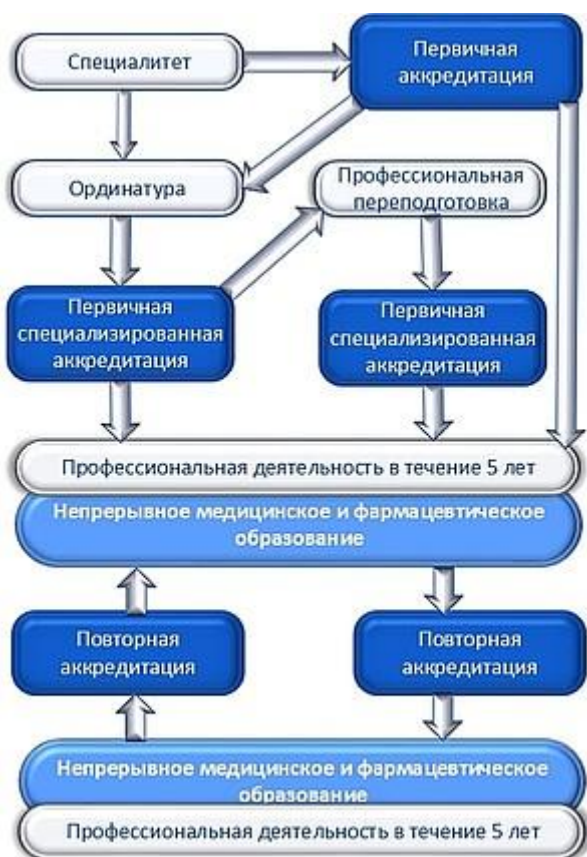 Специалитет
Первичная
аккредитация
Ординатура
Профессиональная
переподготовка
Первичная
специализированная
аккредитация
Первичная
специализированная
аккредитация
Профессиональная деятельность в течение 5 лет
Непрерывное медицинское и фармацевтическое
образование
Повторная
аккредитация
Повторная
аккредитация
Непрерывное медицинское и фармацевтическое
образование
Профессиональная деятельность в течение 5 лет